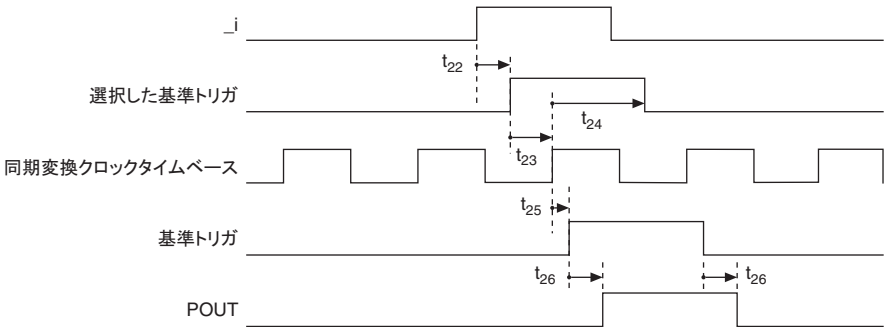 _i
t22
選択した基準トリガ
t24
t23
同期変換クロックタイムベース
t25
基準トリガ
t26
t26
POUT